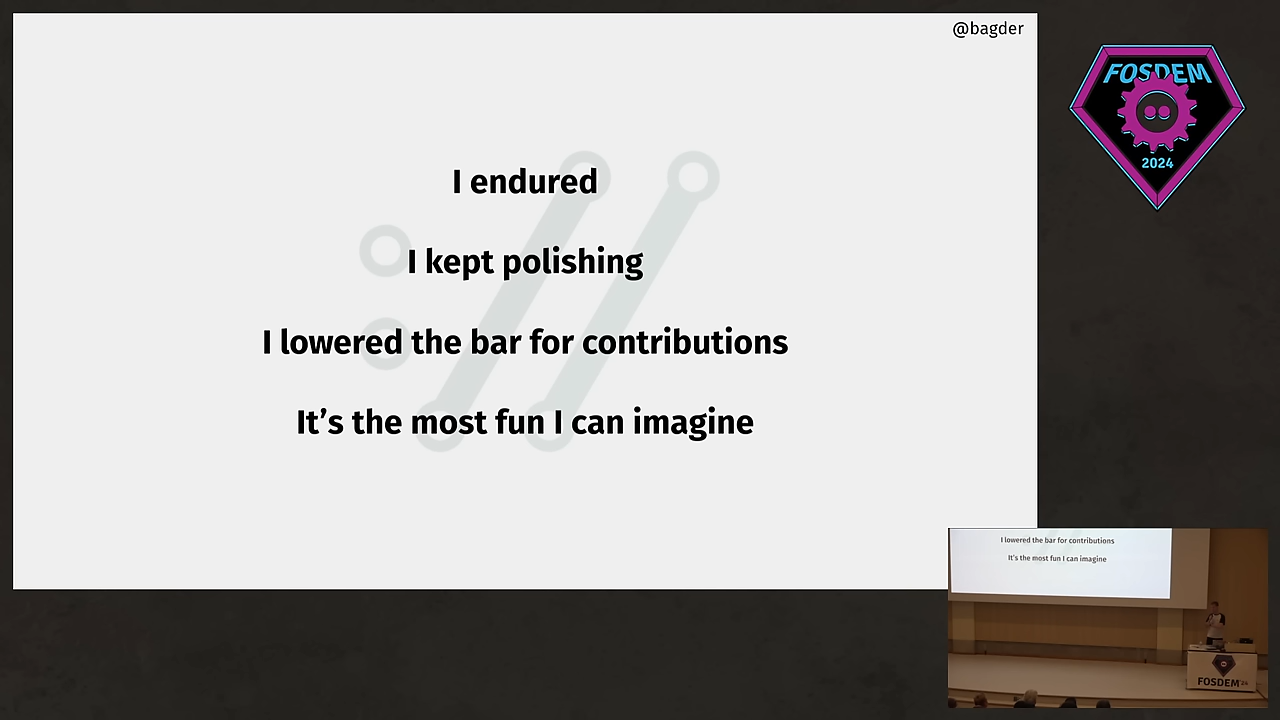 @bagder
I endured
I kept polishing
I lowered the bar for contributions
It’s the most fun I can imagine
FOSDEM
2024
I lowered the bar for contributions
It’s the most fun I can imagine
FOSDEM'24